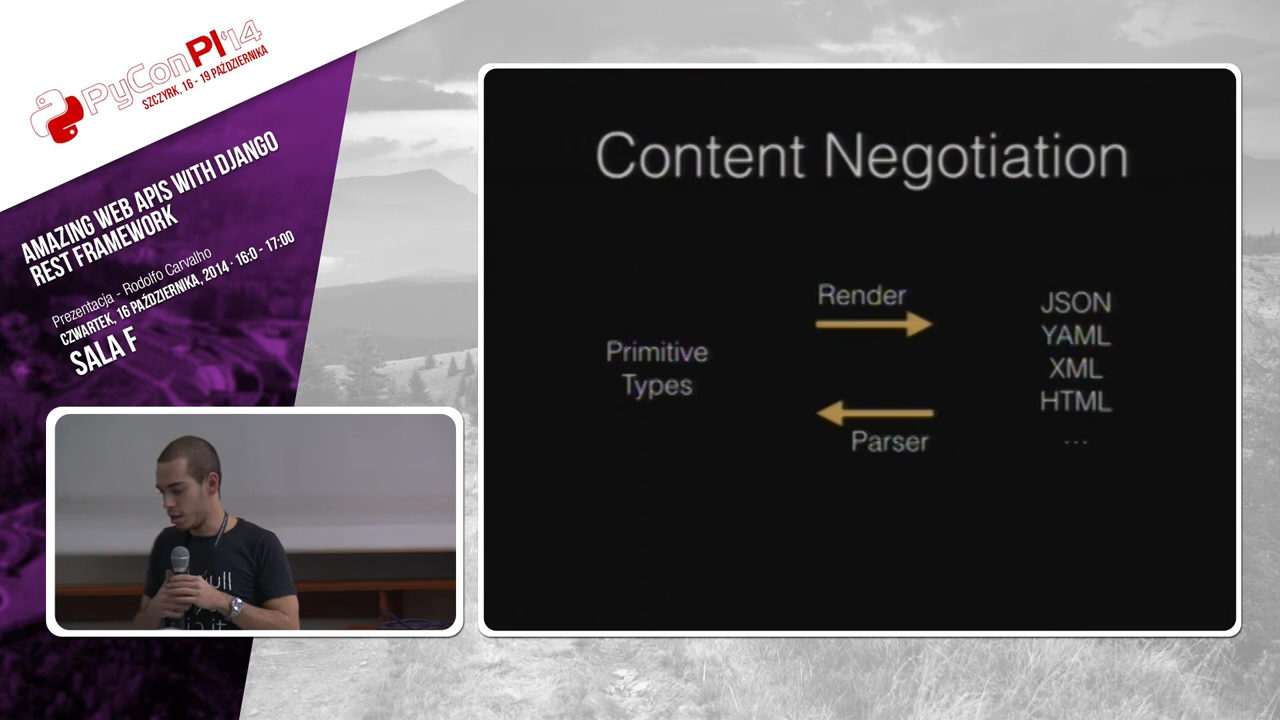 PyConPl'14
SZCZYRK, 16 - 19 PAŹDZIERNIKA
AMAZING WEB APIS WITH DJANGO
REST FRAMEWORK
Prezentacja - Rodolfo Carvalho
CZWARTEK, 16 PAŹDZIERNIKA, 2014 · 16:0 - 17:00
SALA F
Content Negotiation
Render
Primitive
Types
Parser
JSON
YAML
XML
HTML
...